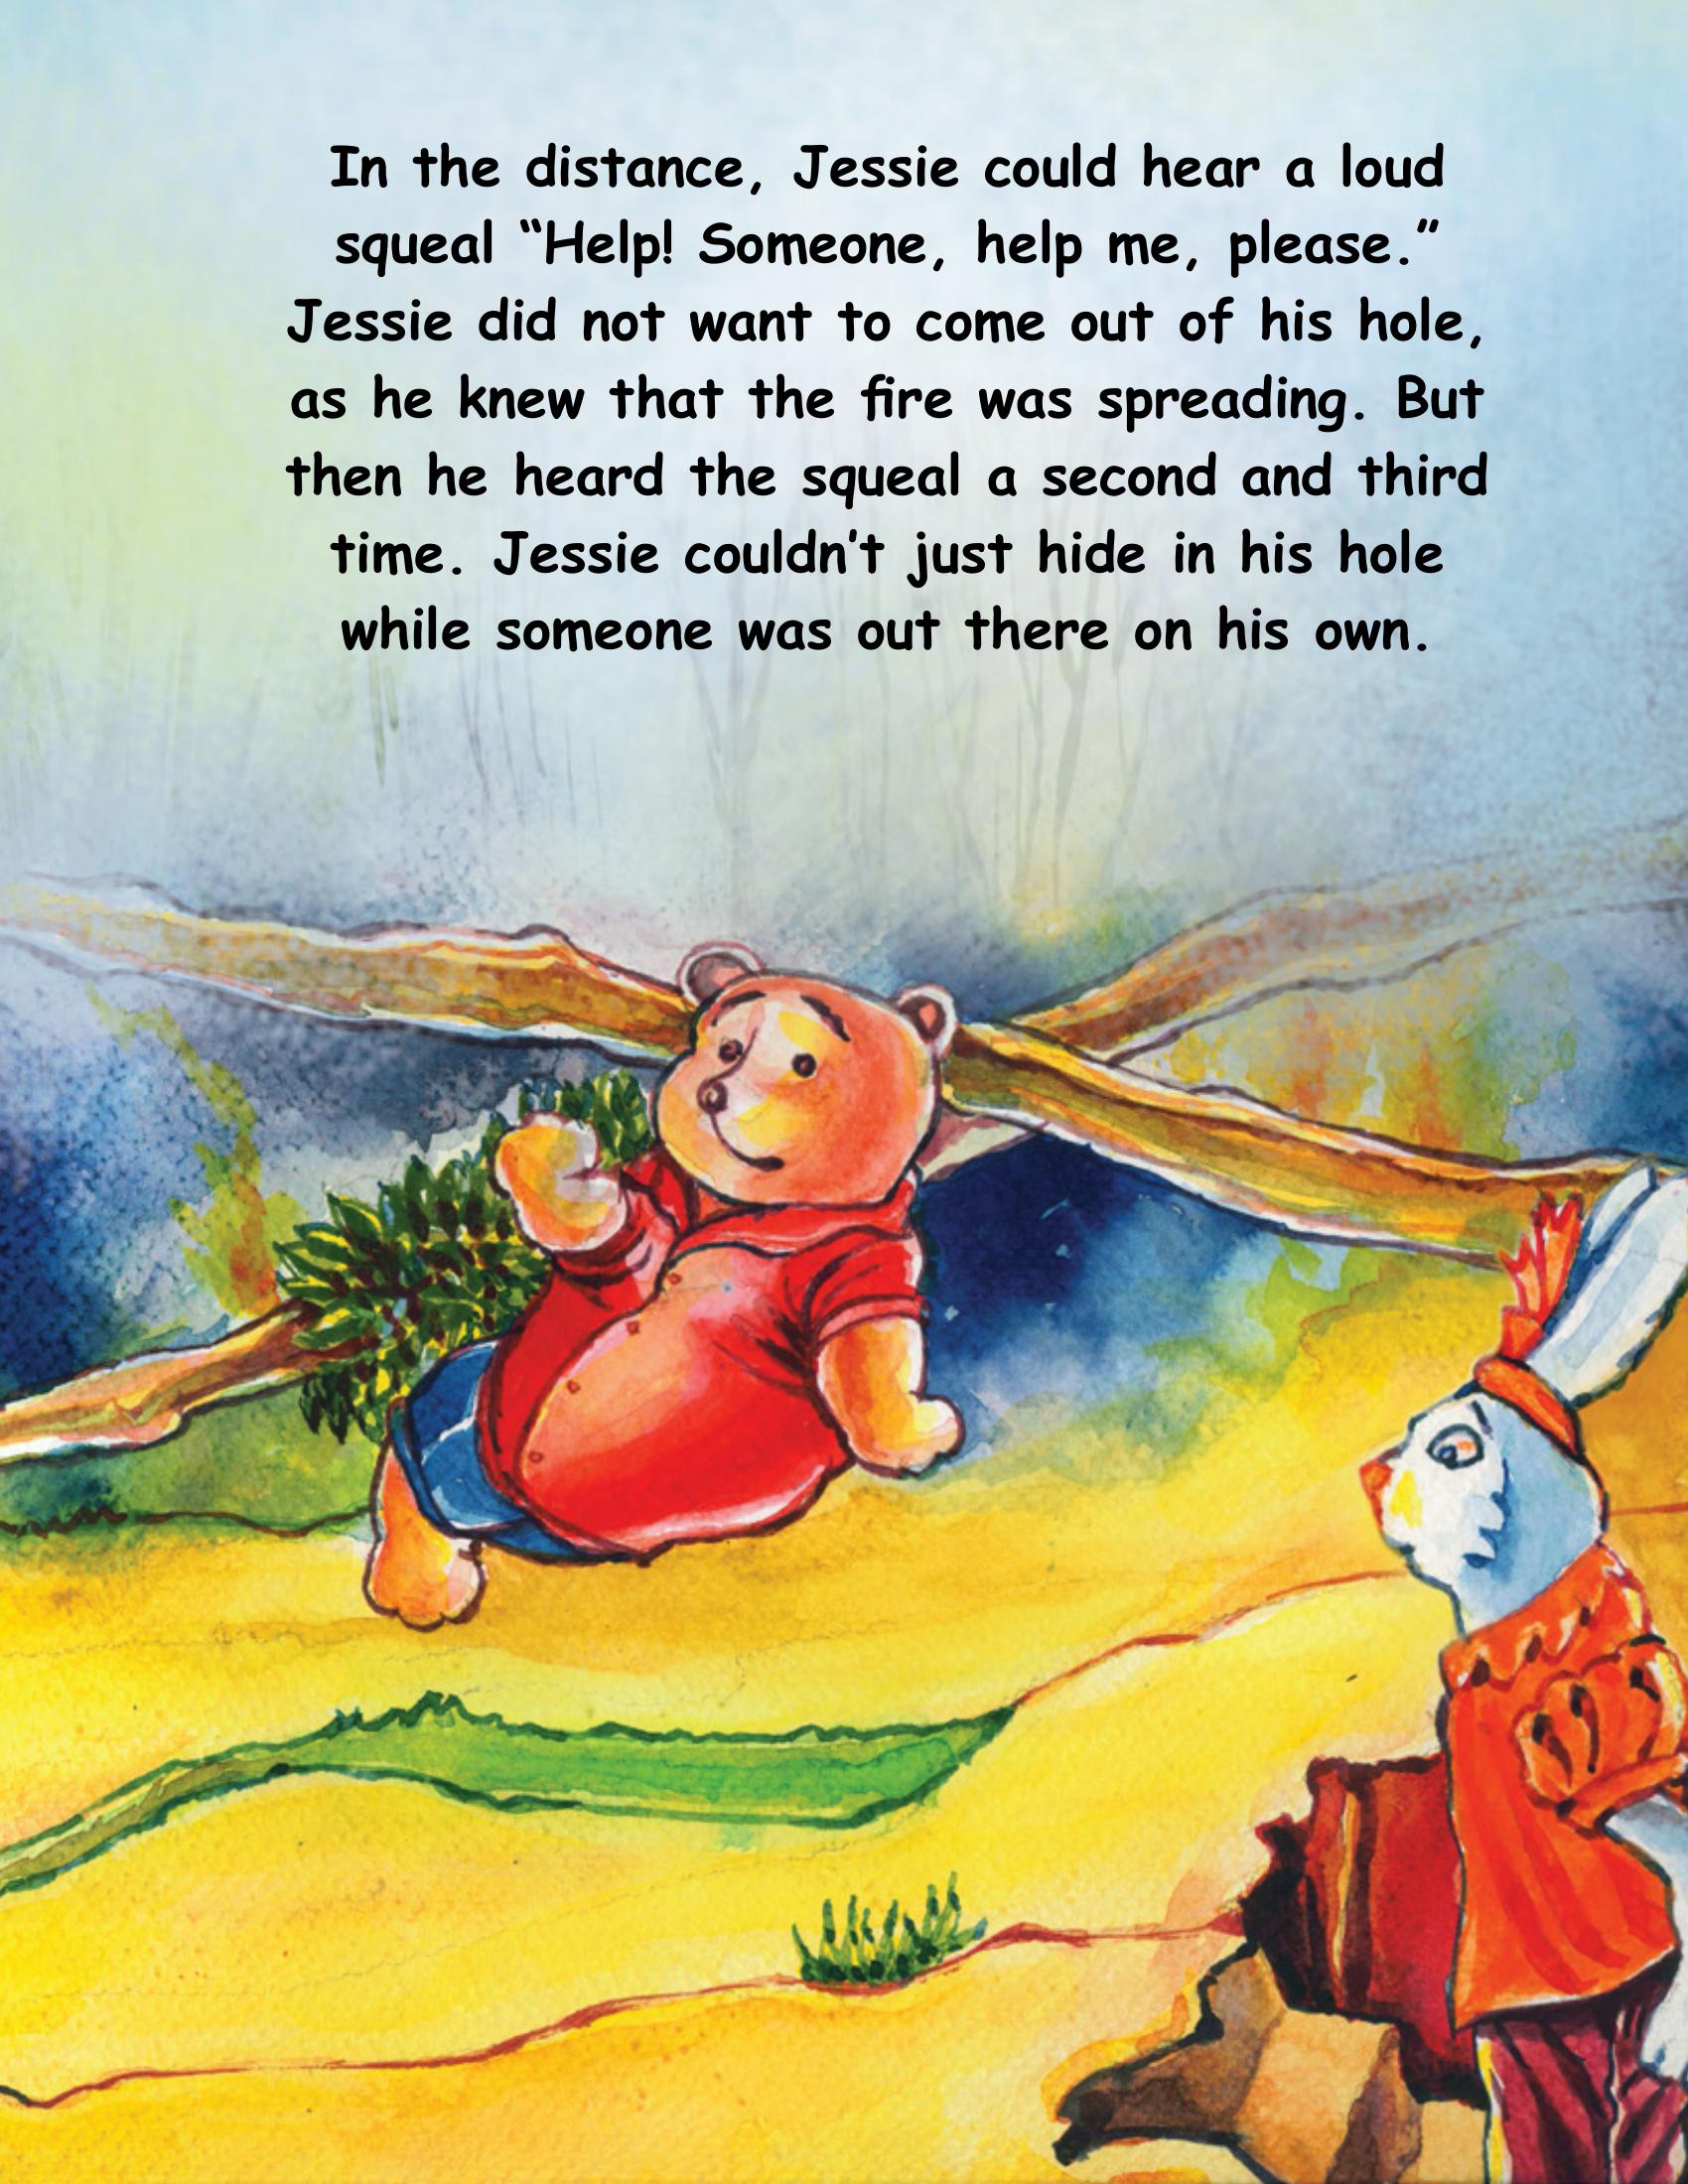 In the distance, Jessie could hear a loud
squeal “Help! Someone, help me, please.”
Jessie did not want to come out of his hole,
as he knew that the fire was spreading. But
then he heard the squeal a second and third
time. Jessie couldn’t just hide in his hole
while someone was out there on his own.